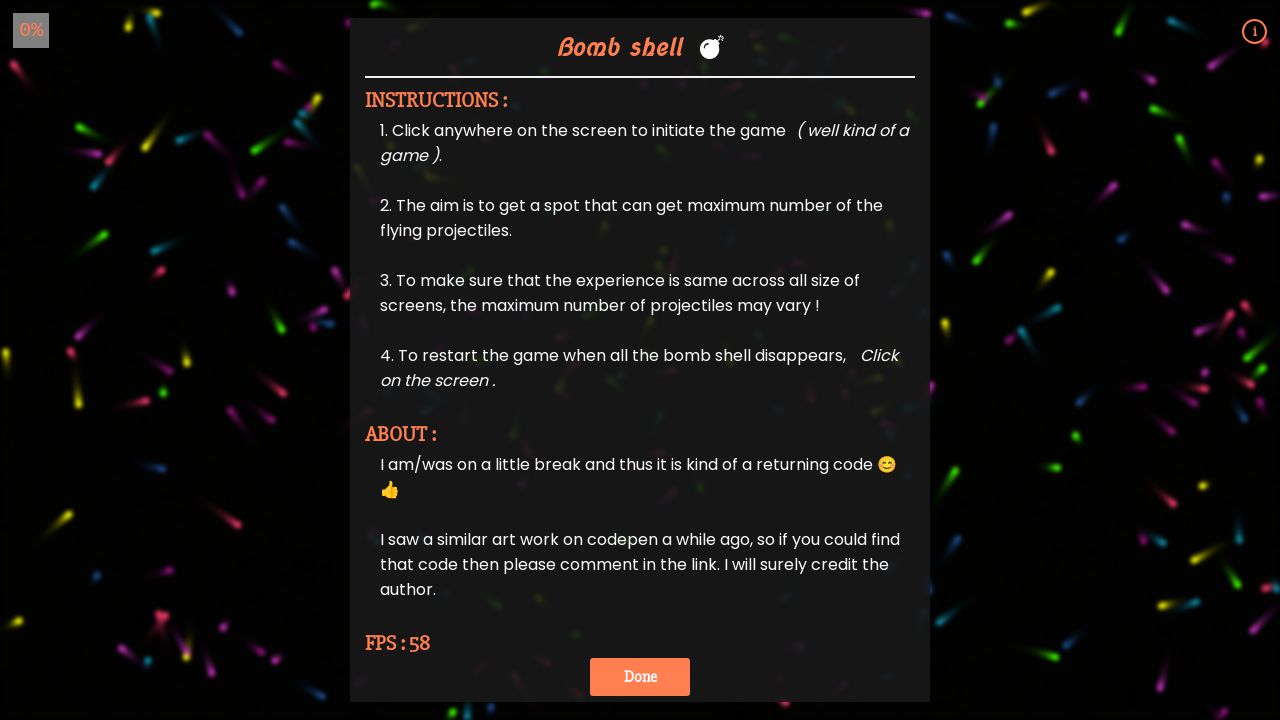 0%
i
Bomb shell 💣
INSTRUCTIONS :
1. Click anywhere on the screen to initiate the game ( well kind of a
game ).
2. The aim is to get a spot that can get maximum number of the
flying projectiles.
3. To make sure that the experience is same across all size of
screens, the maximum number of projectiles may vary !
4. To restart the game when all the bomb shell disappears, Click
on the screen .
ABOUT :
I am/was on a little break and thus it is kind of a returning code 😊
👍
I saw a similar art work on codepen a while ago, so if you could find
that code then please comment in the link. I will surely credit the
author.
FPS : 58
Done